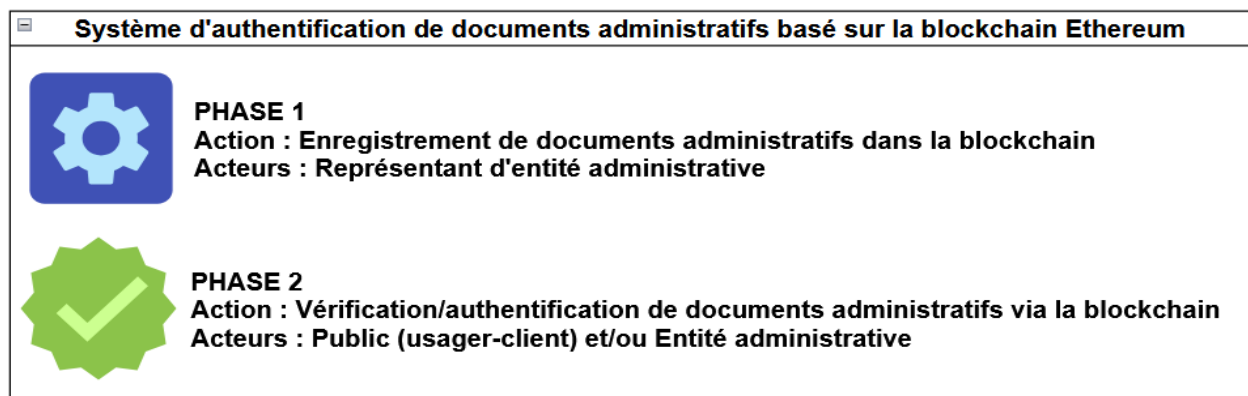 Système d'authentification de documents administratifs basé sur la blockchain Ethereum
PHASE 1
Action : Enregistrement de documents administratifs dans la blockchain
Acteurs : Représentant d'entité administrative
PHASE 2
Action : Vérification/authentification de documents administratifs via la blockchain
Acteurs : Public (usager-client) et/ou Entité administrative